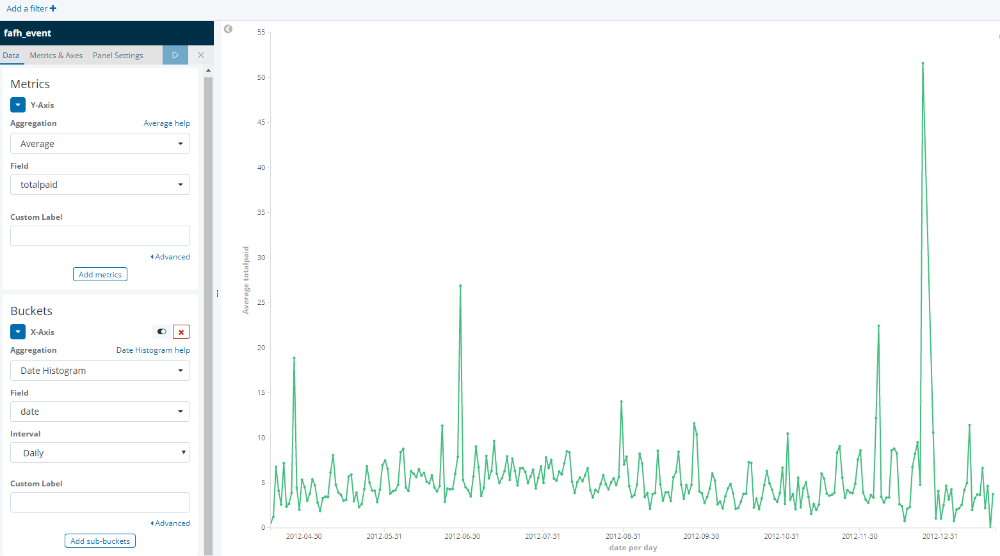 Add a filter
fafh_event
Data Metrics & Axes Panel Settings
Metrics
Y-Axis
Aggregation Average help
Average
Field
totalpaid
Custom Label
Advanced
Add metrics
Buckets
X-Axis
Aggregation Date Histogram help
Date Histogram
Field
date
Interval
Daily
Custom Label
Advanced
Add sub-buckets
55
50
45
40
35
30
25
20
15
10
5
0
Average totalpaid
2012-04-30 2012-05-31 2012-06-30 2012-07-31 2012-08-31 2012-09-30 2012-10-31 2012-11-30 2012-12-31
date per day